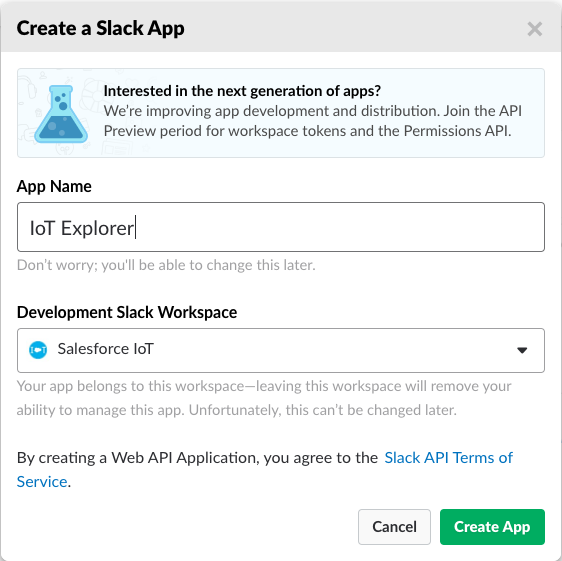 Create a Slack App
Interested in the next generation of apps?
We're improving app development and distribution. Join the API
Preview period for workspace tokens and the Permissions API.
App Name
IoT Explorer
Don't worry; you'll be able to change this later.
Development Slack Workspace
Salesforce IoT
Your app belongs to this workspace—leaving this workspace will remove your
ability to manage this app. Unfortunately, this can't be changed later.
By creating a Web API Application, you agree to the Slack API Terms of
Service.
Cancel Create App